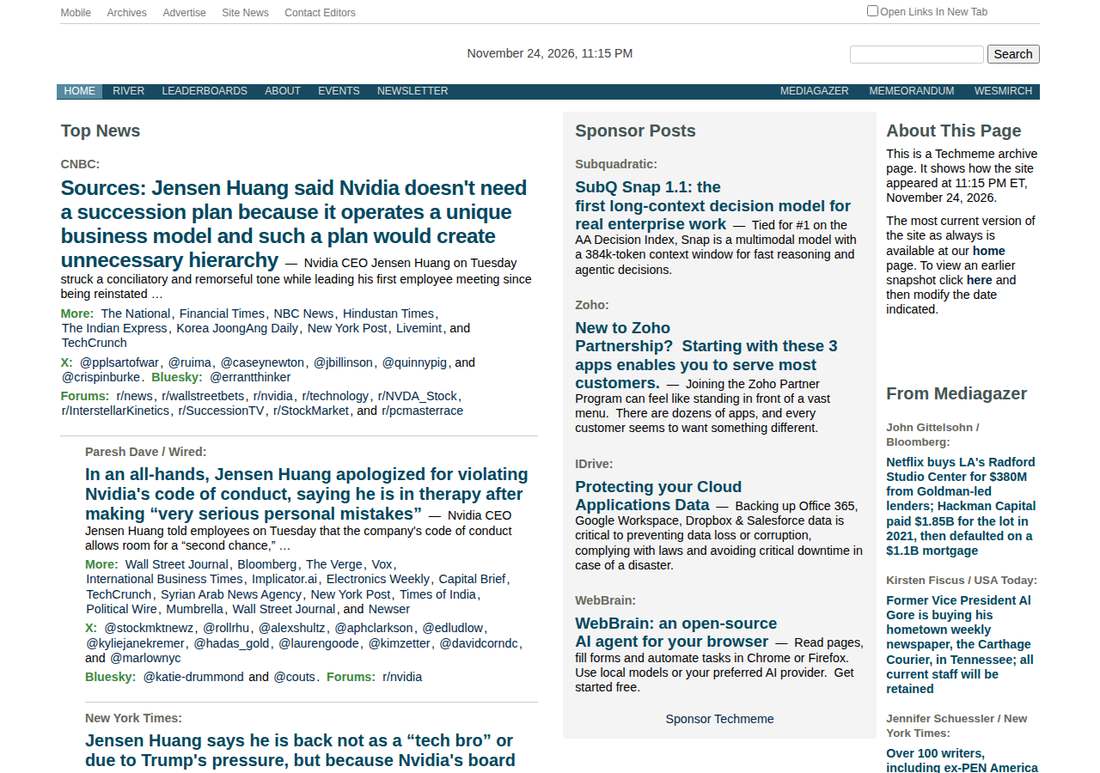 Mobile Archives Advertise Site News Contact Editors
Open Links In New Tab
November 24, 2026, 11:15 PM
Search
HOME RIVER LEADERBOARDS ABOUT EVENTS NEWSLETTER MEDIAGAZER MEMEORANDUM WESMIRCH
Top News
CNBC:
Sources: Jensen Huang said Nvidia doesn't need
a succession plan because it operates a unique
business model and such a plan would create
unnecessary hierarchy — Nvidia CEO Jensen Huang on Tuesday
struck a conciliatory and remorseful tone while leading his first employee meeting since
being reinstated …
More: The National, Financial Times, NBC News, Hindustan Times,
The Indian Express, Korea JoongAng Daily, New York Post, Livemint, and
TechCrunch
X: @pplsartofwar, @ruima, @caseynewton, @jbillinson, @quinnypig, and
@crispinburke. Bluesky: @errantthinker
Forums: r/news, r/wallstreetbets, r/nvidia, r/technology, r/NVDA_Stock,
r/InterstellarKinetics, r/SuccessionTV, r/StockMarket, and r/pcmasterrace
Paresh Dave / Wired:
In an all-hands, Jensen Huang apologized for violating
Nvidia's code of conduct, saying he is in therapy after
making “very serious personal mistakes” — Nvidia CEO
Jensen Huang told employees on Tuesday that the company's code of conduct
allows room for a “second chance,” …
More: Wall Street Journal, Bloomberg, The Verge, Vox,
International Business Times, Implicator.ai, Electronics Weekly, Capital Brief,
TechCrunch, Syrian Arab News Agency, New York Post, Times of India,
Political Wire, Mumbrella, Wall Street Journal, and Newser
X: @stockmktnewz, @rollrhu, @alexshultz, @aphclarkson, @edludlow,
@kyliejanekremer, @hadas_gold, @laurengoode, @kimzetter, @davidcorndc,
and @marlownyc
Bluesky: @katie-drummond and @couts. Forums: r/nvidia
New York Times:
Jensen Huang says he is back not as a “tech bro” or
due to Trump's pressure, but because Nvidia's board
Sponsor Posts
Subquadratic:
SubQ Snap 1.1: the
first long-context decision model for
real enterprise work — Tied for #1 on the
AA Decision Index, Snap is a multimodal model with
a 384k-token context window for fast reasoning and
agentic decisions.
Zoho:
New to Zoho
Partnership? Starting with these 3
apps enables you to serve most
customers. — Joining the Zoho Partner
Program can feel like standing in front of a vast
menu. There are dozens of apps, and every
customer seems to want something different.
IDrive:
Protecting your Cloud
Applications Data — Backing up Office 365,
Google Workspace, Dropbox & Salesforce data is
critical to preventing data loss or corruption,
complying with laws and avoiding critical downtime in
case of a disaster.
WebBrain:
WebBrain: an open-source
AI agent for your browser — Read pages,
fill forms and automate tasks in Chrome or Firefox.
Use local models or your preferred AI provider. Get
started free.
Sponsor Techmeme
About This Page
This is a Techmeme archive
page. It shows how the site
appeared at 11:15 PM ET,
November 24, 2026.
The most current version of
the site as always is
available at our home
page. To view an earlier
snapshot click here and
then modify the date
indicated.
From Mediagazer
John Gittelsohn /
Bloomberg:
Netflix buys LA's Radford
Studio Center for $380M
from Goldman-led
lenders; Hackman Capital
paid $1.85B for the lot in
2021, then defaulted on a
$1.1B mortgage
Kirsten Fiscus / USA Today:
Former Vice President Al
Gore is buying his
hometown weekly
newspaper, the Carthage
Courier, in Tennessee; all
current staff will be
retained
Jennifer Schuessler / New
York Times:
Over 100 writers,
including ex-PEN America